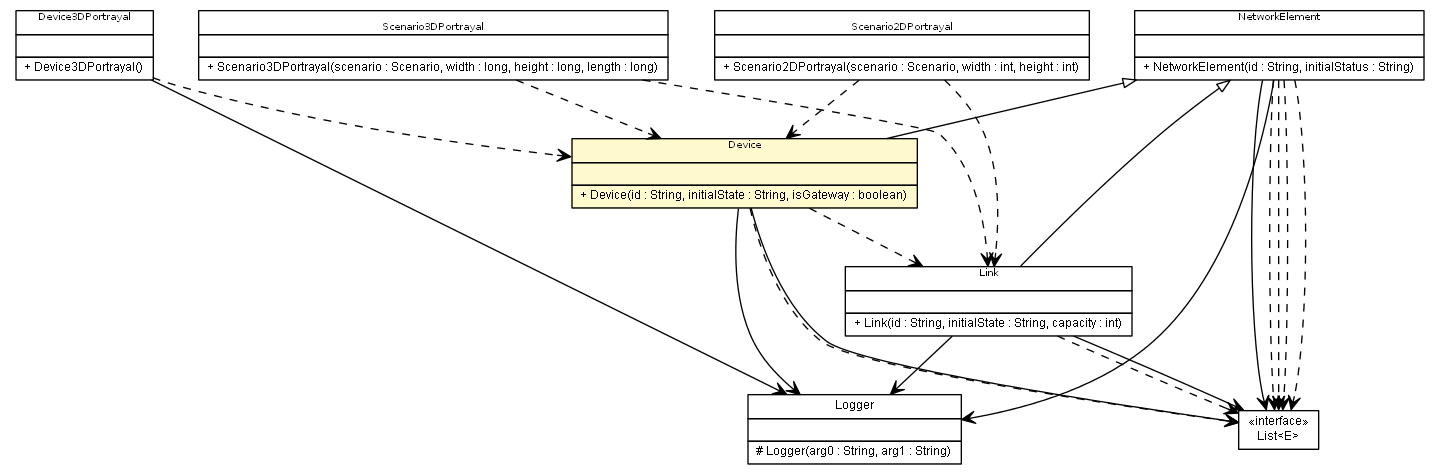 Device3DPortrayal
+ Device3DPortrayal()
Scenario3DPortrayal
+ Scenario3DPortrayal(scenario : Scenario, width : long, height : long, length : long)
Scenario2DPortrayal
+ Scenario2DPortrayal(scenario : Scenario, width : int, height : int)
NetworkElement
+ NetworkElement(id : String, initialStatus : String)
Device
+ Device(id : String, initialState : String, isGateway : boolean)
Link
+ Link(id : String, initialState : String, capacity : int)
Logger
# Logger(arg0 : String, arg1 : String)
«interface»
List<E>